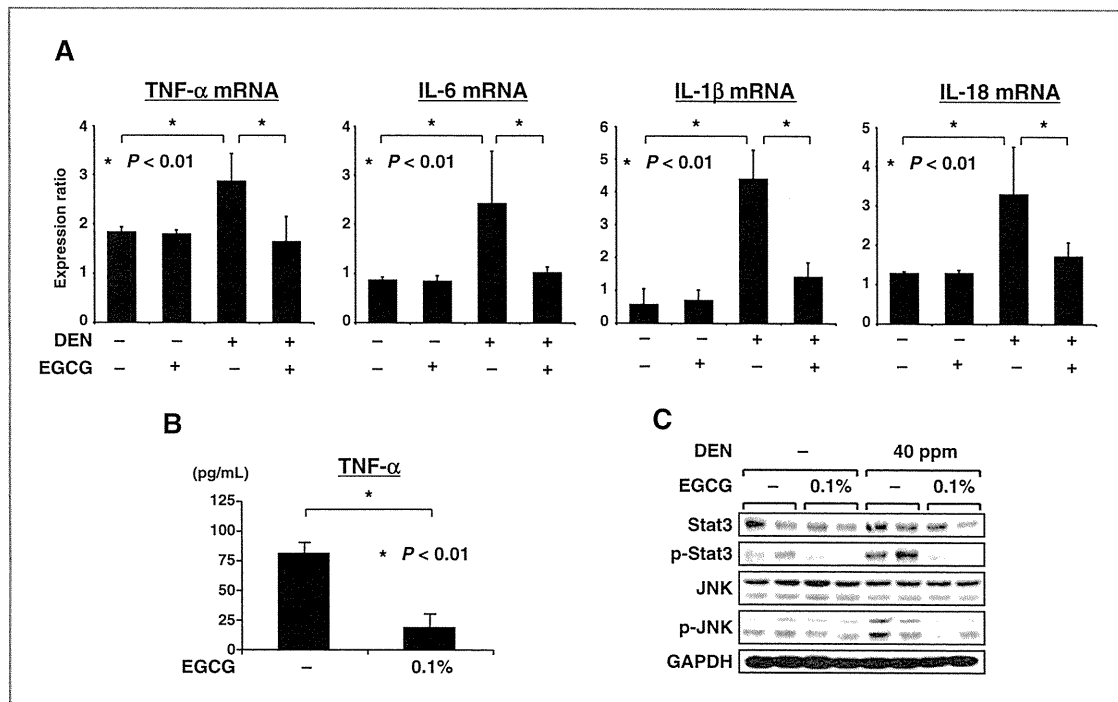 A
TNF-α mRNA
IL-6 mRNA
IL-1β mRNA
IL-18 mRNA
Expression ratio
4
3
2
1
0
* *
* P < 0.01
4
3
2
1
0
* *
* P < 0.01
6
5
4
3
2
1
0
* *
* P < 0.01
5
4
3
2
1
0
* *
* P < 0.01
DEN – – + + – – + + – – + + – – + +
EGCG – + – + – + – + – + – + – + – +
B
(pg/mL)
TNF-α
125
100
75
50
25
0
*
* P < 0.01
EGCG – 0.1%
C
DEN – 40 ppm
EGCG – 0.1% – 0.1%
Stat3
p-Stat3
JNK
p-JNK
GAPDH